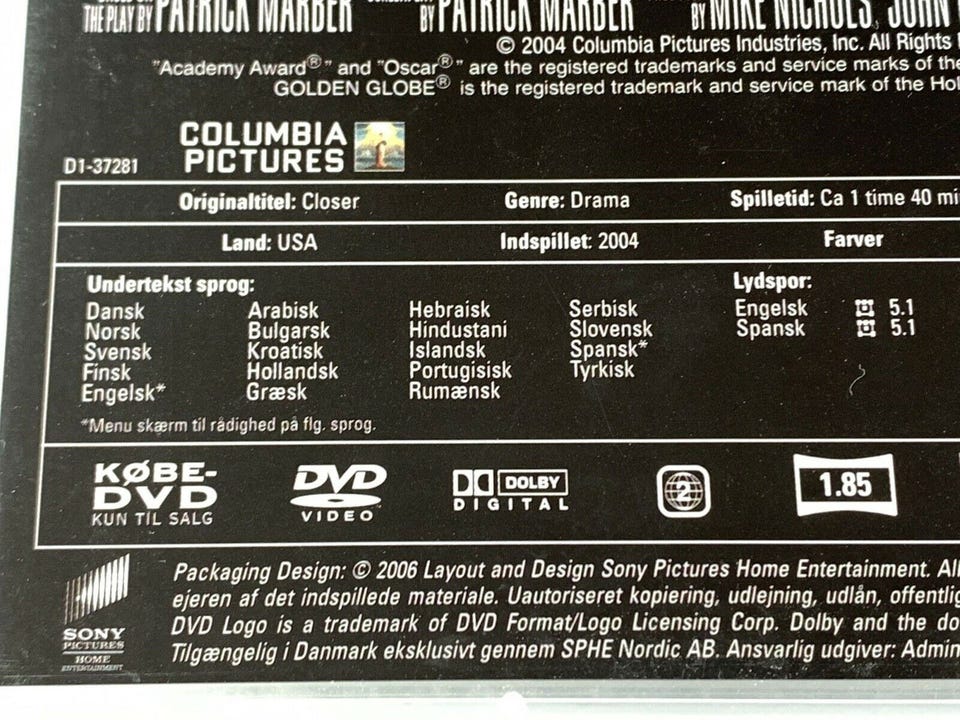 THE PLAY BY PATRICK MARBER BY PATRICK MARBER BY MIKE NICHOLS, JOHN
© 2004 Columbia Pictures Industries, Inc. All Rights
"Academy Award®" and "Oscar®" are the registered trademarks and service marks of the
GOLDEN GLOBE® is the registered trademark and service mark of the
COLUMBIA
PICTURES
D1-37281
Originaltitel: Closer Genre: Drama Spilletid: Ca 1 time 40
Land: USA Indspillet: 2004 Farver
Undertekst sprog: Lydspor:
Dansk Arabisk Hebraisk Serbisk Engelsk 5.1
Norsk Bulgarsk Hindustani Slovensk Spansk 5.1
Svensk Kroatisk Islandsk Spansk*
Finsk Hollandsk Portugisisk Tyrkisk
Engelsk* Græsk Rumænsk
*Menu skærm til rådighed på flg. sprog.
KØBE-
DVD
KUN TIL SALG
DVD
VIDEO
DOLBY
DIGITAL
2
1.85
Packaging Design: © 2006 Layout and Design Sony Pictures Home Entertainment.
ejeren af det indspillede materiale. Uautoriseret kopiering, udlejning, udlån,
DVD Logo is a trademark of DVD Format/Logo Licensing Corp. Dolby and the
Tilgængelig i Danmark eksklusivt gennem SPHE Nordic AB. Ansvarlig udgiver:
SONY
PICTURES
HOME
ENTERTAINMENT